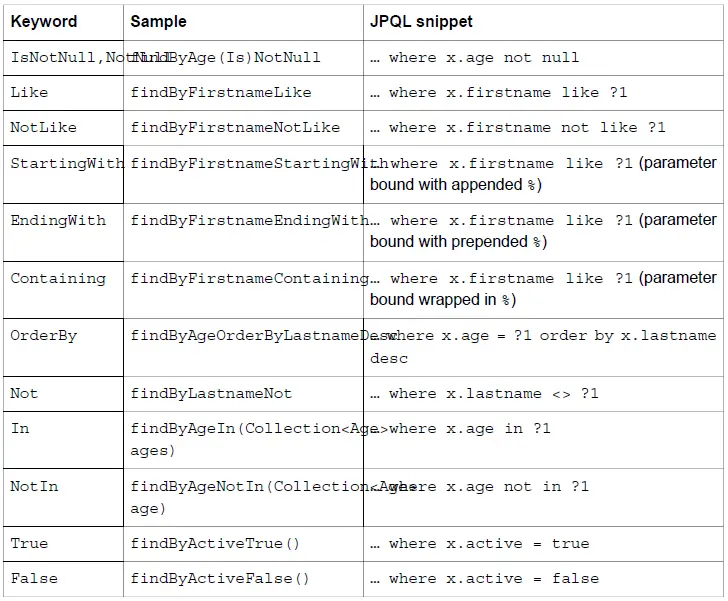 Keyword Sample JPQL snippet
IsNotNull,NotNull findByAge(Is)NotNull … where x.age not null
Like findByFirstnameLike … where x.firstname like ?1
NotLike findByFirstnameNotLike … where x.firstname not like ?1
StartingWith findByFirstnameStartingWith … where x.firstname like ?1 (parameter
bound with appended %)
EndingWith findByFirstnameEndingWith … where x.firstname like ?1 (parameter
bound with prepended %)
Containing findByFirstnameContaining … where x.firstname like ?1 (parameter
bound wrapped in %)
OrderBy findByAgeOrderByLastnameDesc … where x.age = ?1 order by x.lastname
desc
Not findByLastnameNot … where x.lastname <> ?1
In findByAgeIn(Collection<Age> … where x.age in ?1
ages)
NotIn findByAgeNotIn(Collection<Age> … where x.age not in ?1
age)
True findByActiveTrue() … where x.active = true
False findByActiveFalse() … where x.active = false